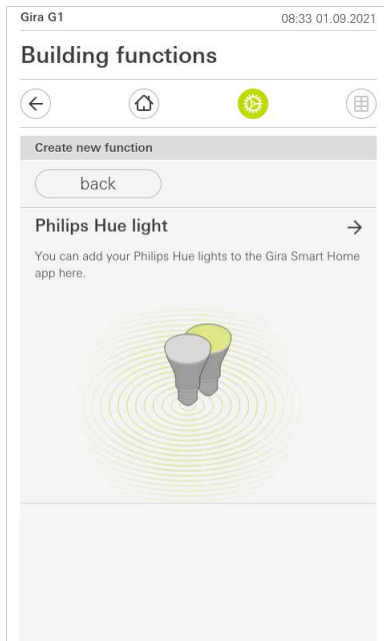 Gira G1 08:33 01.09.2021
Building functions
Create new function
back
Philips Hue light
You can add your Philips Hue lights to the Gira Smart Home
app here.